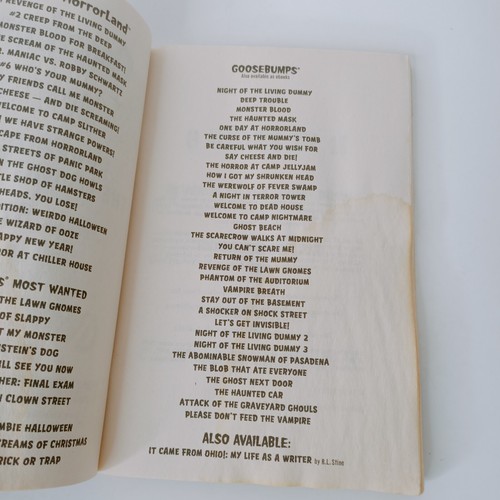 HorrorLand
REVENGE OF THE LIVING DUMMY
#2 CREEP FROM THE DEEP
MONSTER BLOOD FOR BREAKFAST!
THE SCREAM OF THE HAUNTED MASK
MANIAC VS. ROBBY SCHWARTZ
#6 WHO'S YOUR MUMMY?
MY FRIENDS CALL ME MONSTER
CHEESE — AND DIE SCREAMING!
WELCOME TO CAMP SLITHER
WE HAVE STRANGE POWERS!
ESCAPE FROM HORRORLAND
STREETS OF PANIC PARK
THE GHOST DOG HOWLS
SHOP OF HAMSTERS
HEADS, YOU LOSE!
WEIRDO HALLOWEEN
WIZARD OF OOZE
HAPPY NEW YEAR!
AT CHILLER HOUSE
MOST WANTED
THE LAWN GNOMES
OF SLAPPY
MY MONSTER
DOG
SEE YOU NOW
FINAL EXAM
CLOWN STREET
HALLOWEEN
OF CHRISTMAS
TRICK OR TRAP
GOOSEBUMPS®
Also available as ebooks
NIGHT OF THE LIVING DUMMY
DEEP TROUBLE
MONSTER BLOOD
THE HAUNTED MASK
ONE DAY AT HORRORLAND
THE CURSE OF THE MUMMY'S TOMB
BE CAREFUL WHAT YOU WISH FOR
SAY CHEESE AND DIE!
THE HORROR AT CAMP JELLYJAM
HOW I GOT MY SHRUNKEN HEAD
THE WEREWOLF OF FEVER SWAMP
A NIGHT IN TERROR TOWER
WELCOME TO DEAD HOUSE
WELCOME TO CAMP NIGHTMARE
GHOST BEACH
THE SCARECROW WALKS AT MIDNIGHT
YOU CAN'T SCARE ME!
RETURN OF THE MUMMY
REVENGE OF THE LAWN GNOMES
PHANTOM OF THE AUDITORIUM
VAMPIRE BREATH
STAY OUT OF THE BASEMENT
A SHOCKER ON SHOCK STREET
LET'S GET INVISIBLE!
NIGHT OF THE LIVING DUMMY 2
NIGHT OF THE LIVING DUMMY 3
THE ABOMINABLE SNOWMAN OF PASADENA
THE BLOB THAT ATE EVERYONE
THE GHOST NEXT DOOR
THE HAUNTED CAR
ATTACK OF THE GRAVEYARD GHOULS
PLEASE DON'T FEED THE VAMPIRE
ALSO AVAILABLE:
IT CAME FROM OHIO!: MY LIFE AS A WRITER by R.L. Stine